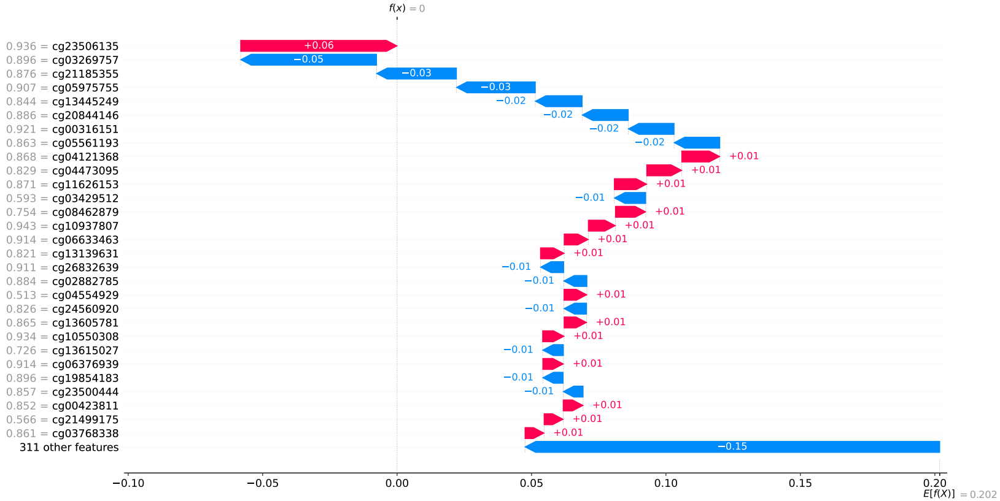 f(x) = 0
0.936 = cg23506135 +0.06
0.896 = cg03269757 −0.05
0.876 = cg21185355 −0.03
0.907 = cg05975755 −0.03
0.844 = cg13445249 −0.02
0.886 = cg20844146 −0.02
0.921 = cg00316151 −0.02
0.863 = cg05561193 −0.02
0.868 = cg04121368 +0.01
0.829 = cg04473095 +0.01
0.871 = cg11626153 +0.01
0.593 = cg03429512 −0.01
0.754 = cg08462879 +0.01
0.943 = cg10937807 +0.01
0.914 = cg06633463 +0.01
0.821 = cg13139631 +0.01
0.911 = cg26832639 −0.01
0.884 = cg02882785 −0.01
0.513 = cg04554929 +0.01
0.826 = cg24560920 −0.01
0.865 = cg13605781 +0.01
0.934 = cg10550308 +0.01
0.726 = cg13615027 −0.01
0.914 = cg06376939 +0.01
0.896 = cg19854183 −0.01
0.857 = cg23500444 −0.01
0.852 = cg00423811 +0.01
0.566 = cg21499175 +0.01
0.861 = cg03768338 +0.01
311 other features −0.15
−0.10 −0.05 0.00 0.05 0.10 0.15 0.20
E[f(X)] = 0.202